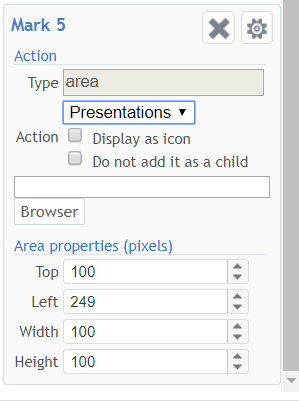 Mark 5
Action
Type area
Presentations
Action Display as icon
Do not add it as a child
Browser
Area properties (pixels)
Top 100
Left 249
Width 100
Height 100